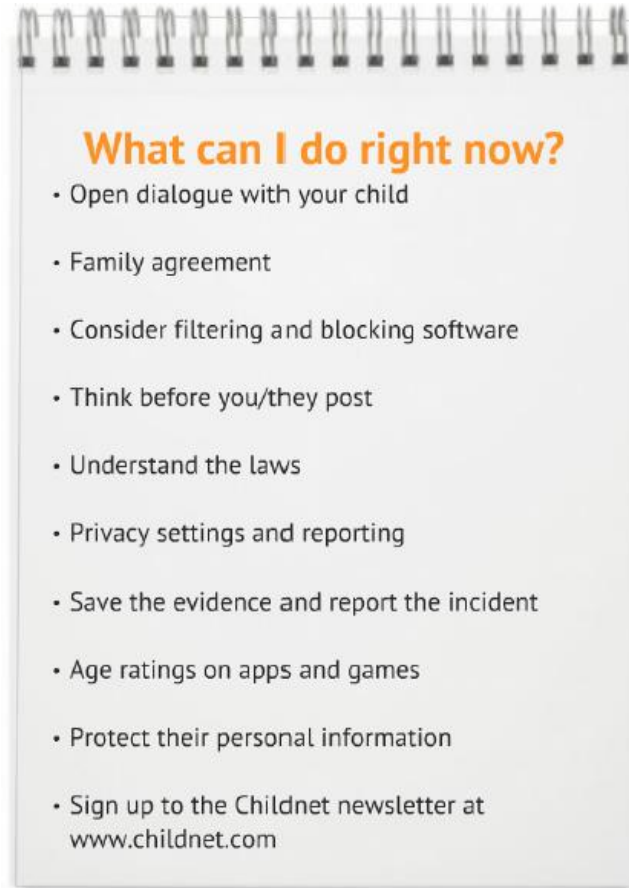 What can I do right now?
• Open dialogue with your child
• Family agreement
• Consider filtering and blocking software
• Think before you/they post
• Understand the laws
• Privacy settings and reporting
• Save the evidence and report the incident
• Age ratings on apps and games
• Protect their personal information
• Sign up to the Childnet newsletter at
www.childnet.com